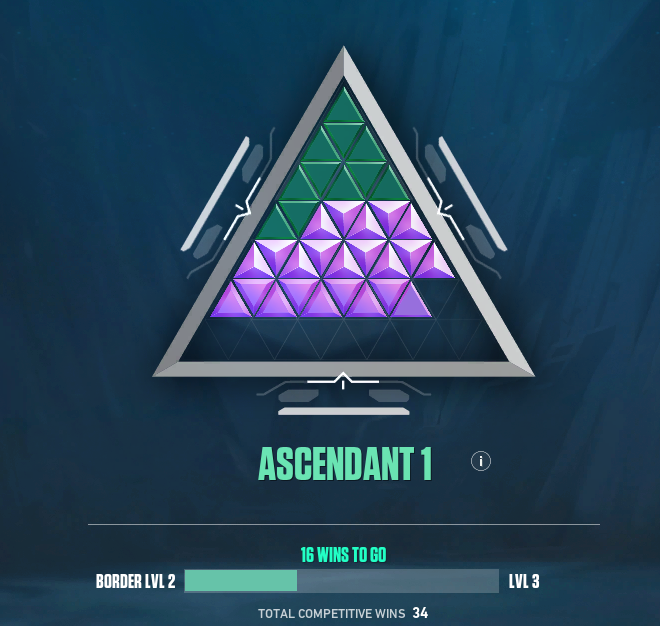 ASCENDANT 1
i
16 WINS TO GO
BORDER LVL 2 LVL 3
TOTAL COMPETITIVE WINS 34